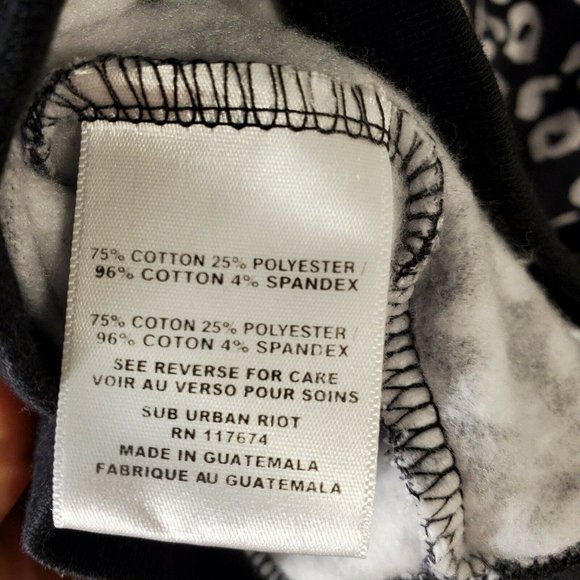 75% COTTON 25% POLYESTER /
96% COTTON 4% SPANDEX
75% COTON 25% POLYESTER /
96% COTON 4% SPANDEX
SEE REVERSE FOR CARE
VOIR AU VERSO POUR SOINS
SUB URBAN RIOT
RN 117674
MADE IN GUATEMALA
FABRIQUE AU GUATEMALA